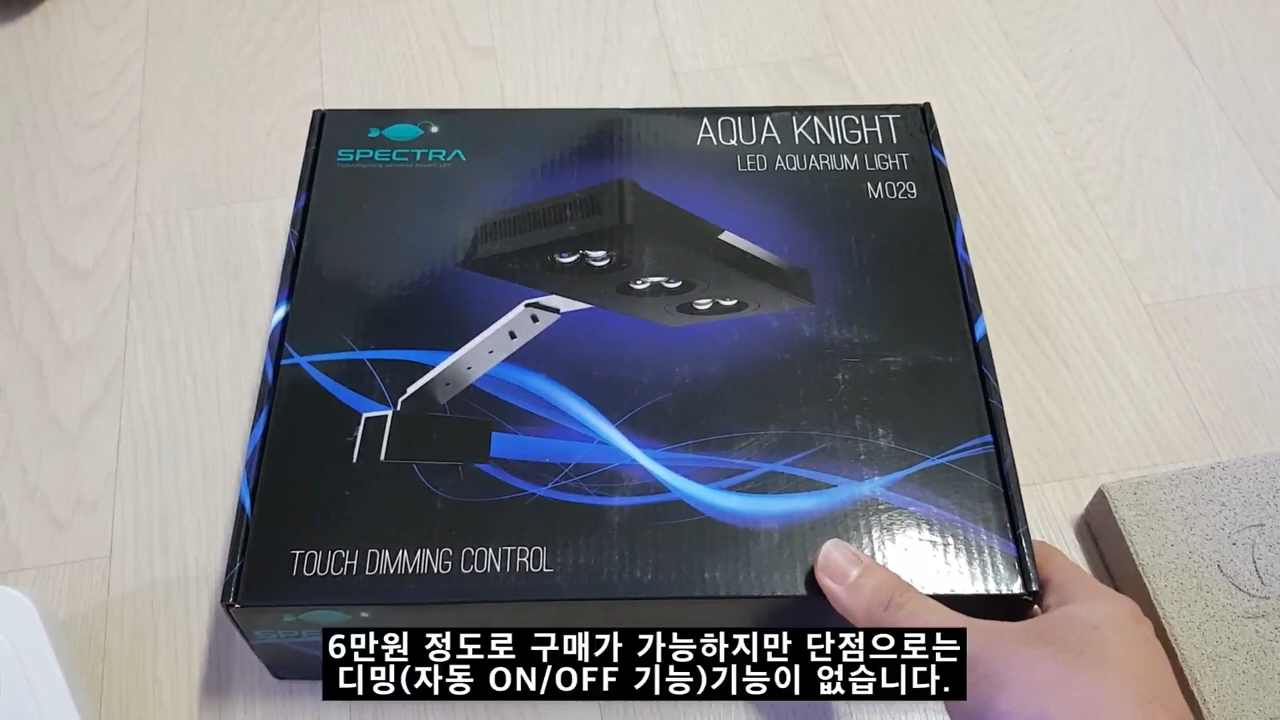 SPECTRA
AQUA KNIGHT
LED AQUARIUM LIGHT
M029
TOUCH DIMMING CONTROL
6만원 정도로 구매가 가능하지만 단점으로는
디밍(자동 ON/OFF 기능)기능이 없습니다.